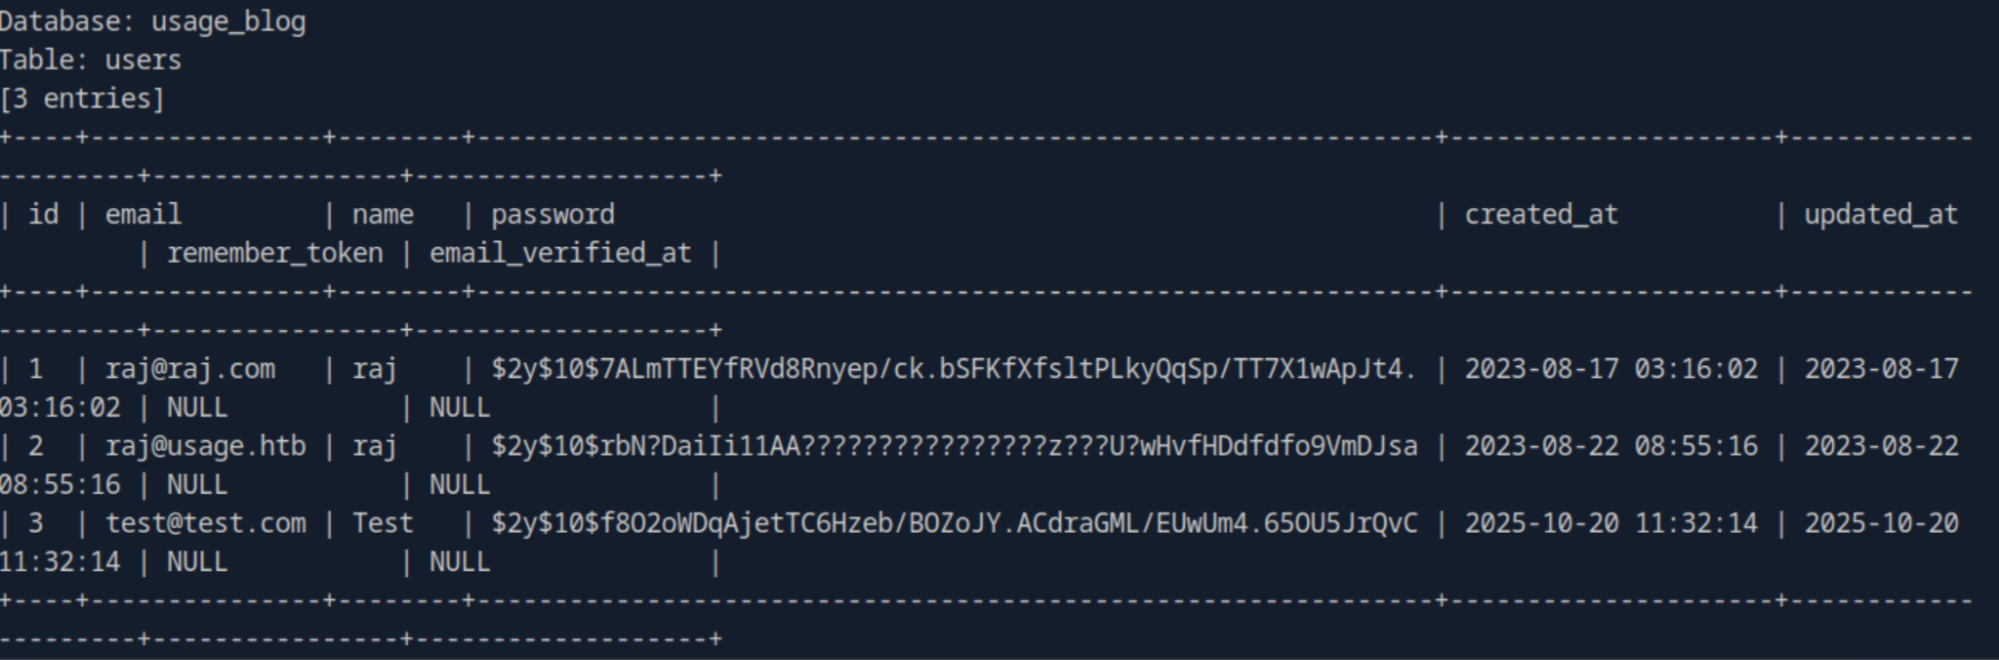 Database: usage_blog
Table: users
[3 entries]
+----+---------------+--------+--------------------------------------------------------------+---------------------+------------
---------+----------------+-------------------+
| id | email         | name   | password                                                     | created_at          | updated_at
         | remember_token | email_verified_at |
+----+---------------+--------+--------------------------------------------------------------+---------------------+------------
---------+----------------+-------------------+
| 1  | raj@raj.com   | raj    | $2y$10$7ALmTTEYfRVd8Rnyep/ck.bSFKfXfsltPLkyQqSp/TT7X1wApJt4. | 2023-08-17 03:16:02 | 2023-08-17
03:16:02 | NULL           | NULL              |
| 2  | raj@usage.htb | raj    | $2y$10$rbN?DaiIi11AA????????????????z???U?wHvfHDdfdfo9VmDJsa | 2023-08-22 08:55:16 | 2023-08-22
08:55:16 | NULL           | NULL              |
| 3  | test@test.com | Test   | $2y$10$f8O2oWDqAjetTC6Hzeb/BOZoJY.ACdraGML/EUwUm4.65OU5JrQvC | 2025-10-20 11:32:14 | 2025-10-20
11:32:14 | NULL           | NULL              |
+----+---------------+--------+--------------------------------------------------------------+---------------------+------------
---------+----------------+-------------------+